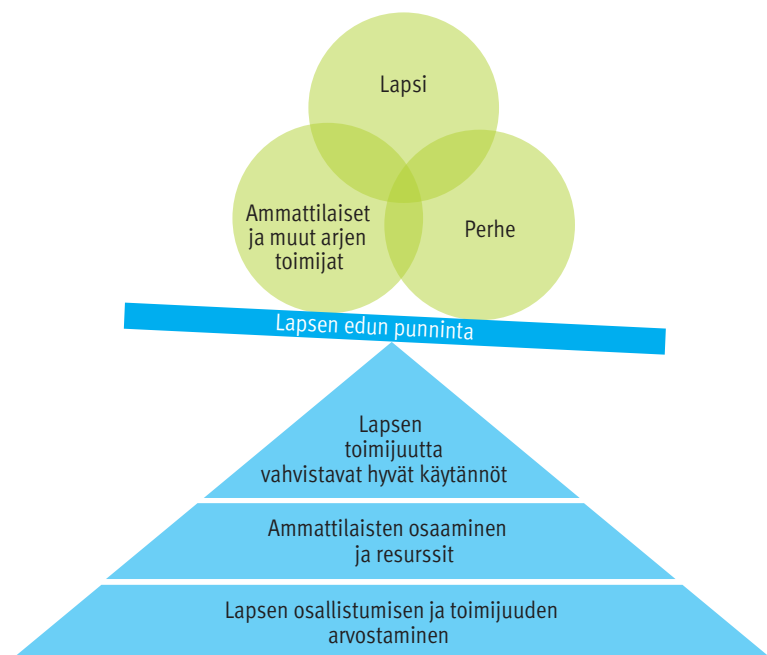 Lapsi
Ammattilaiset
ja muut arjen
toimijat
Perhe
Lapsen edun punninta
Lapsen
toimijuutta
vahvistavat hyvät käytännöt
Ammattilaisten osaaminen
ja resurssit
Lapsen osallistumisen ja toimijuuden
arvostaminen